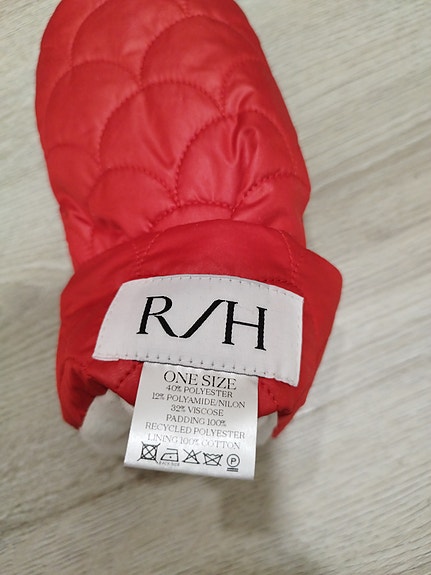 R/H
ONE SIZE
40% POLYESTER
12% POLYAMIDE/NILON
32% VISCOSE
PADDING 100%
RECYCLED POLYESTER
LINING 100% COTTON